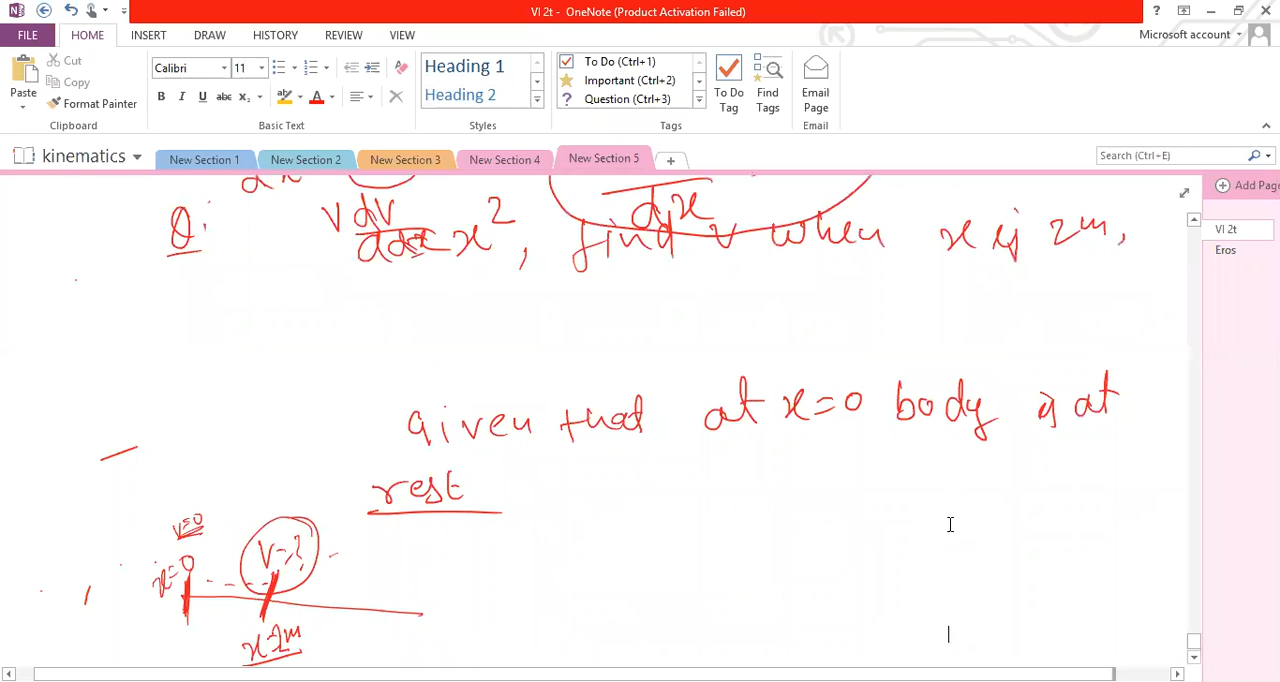 VI 2t - OneNote (Product Activation Failed)
FILE HOME INSERT DRAW HISTORY REVIEW VIEW
Microsoft account
Paste
Cut
Copy
Format Painter
Clipboard
Calibri 11
B I U abc X₂ A
Basic Text
Heading 1
Heading 2
Styles
To Do (Ctrl+1)
Important (Ctrl+2)
Question (Ctrl+3)
To Do Tag
Find Tags
Tags
Email Page
Email
kinematics
New Section 1 New Section 2 New Section 3 New Section 4 New Section 5
Search (Ctrl+E)
Add Page
VI 2t
Eros
dx
dx
Q: x², find v when x is 2m,
given that at x=0 body is at
rest
v=0
x=0 v=?
x=2m